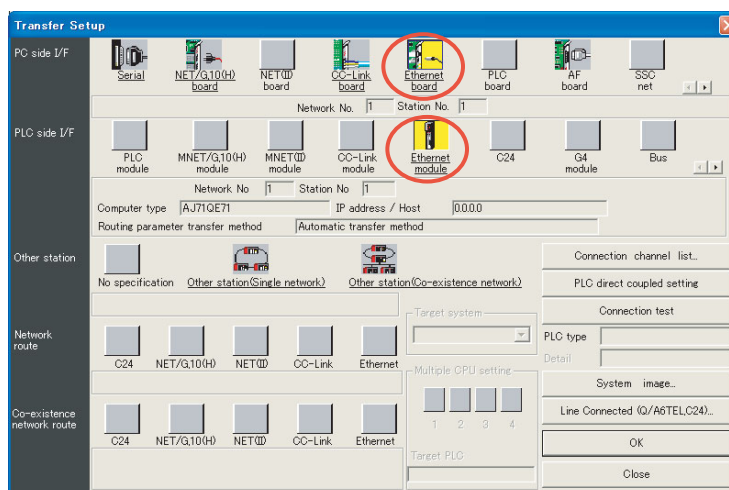 Transfer Setup
PC side I/F
Serial
NET/G,10(H) board
NET(II) board
CC-Link board
Ethernet board
PLC board
AF board
SSC net
Network No. 1 Station No. 1
PLC side I/F
PLC module
MNET/G,10(H) module
MNET(II) module
CC-Link module
Ethernet module
C24
G4 module
Bus
Network No 1 Station No 1
Computer type AJ71QE71 IP address / Host 0.0.0.0
Routing parameter transfer method Automatic transfer method
Other station
No specification
Other station(Single network)
Other station(Co-existence network)
Connection channel list...
PLC direct coupled setting
Connection test
Target system
PLC type
Detail
Network route
C24 NET/G,10(H) NET(II) CC-Link Ethernet
Multiple CPU setting
1 2 3 4
System image...
Line Connected (Q/A6TEL,C24)...
Co-existence network route
C24 NET/G,10(H) NET(II) CC-Link Ethernet
Target PLC
OK
Close